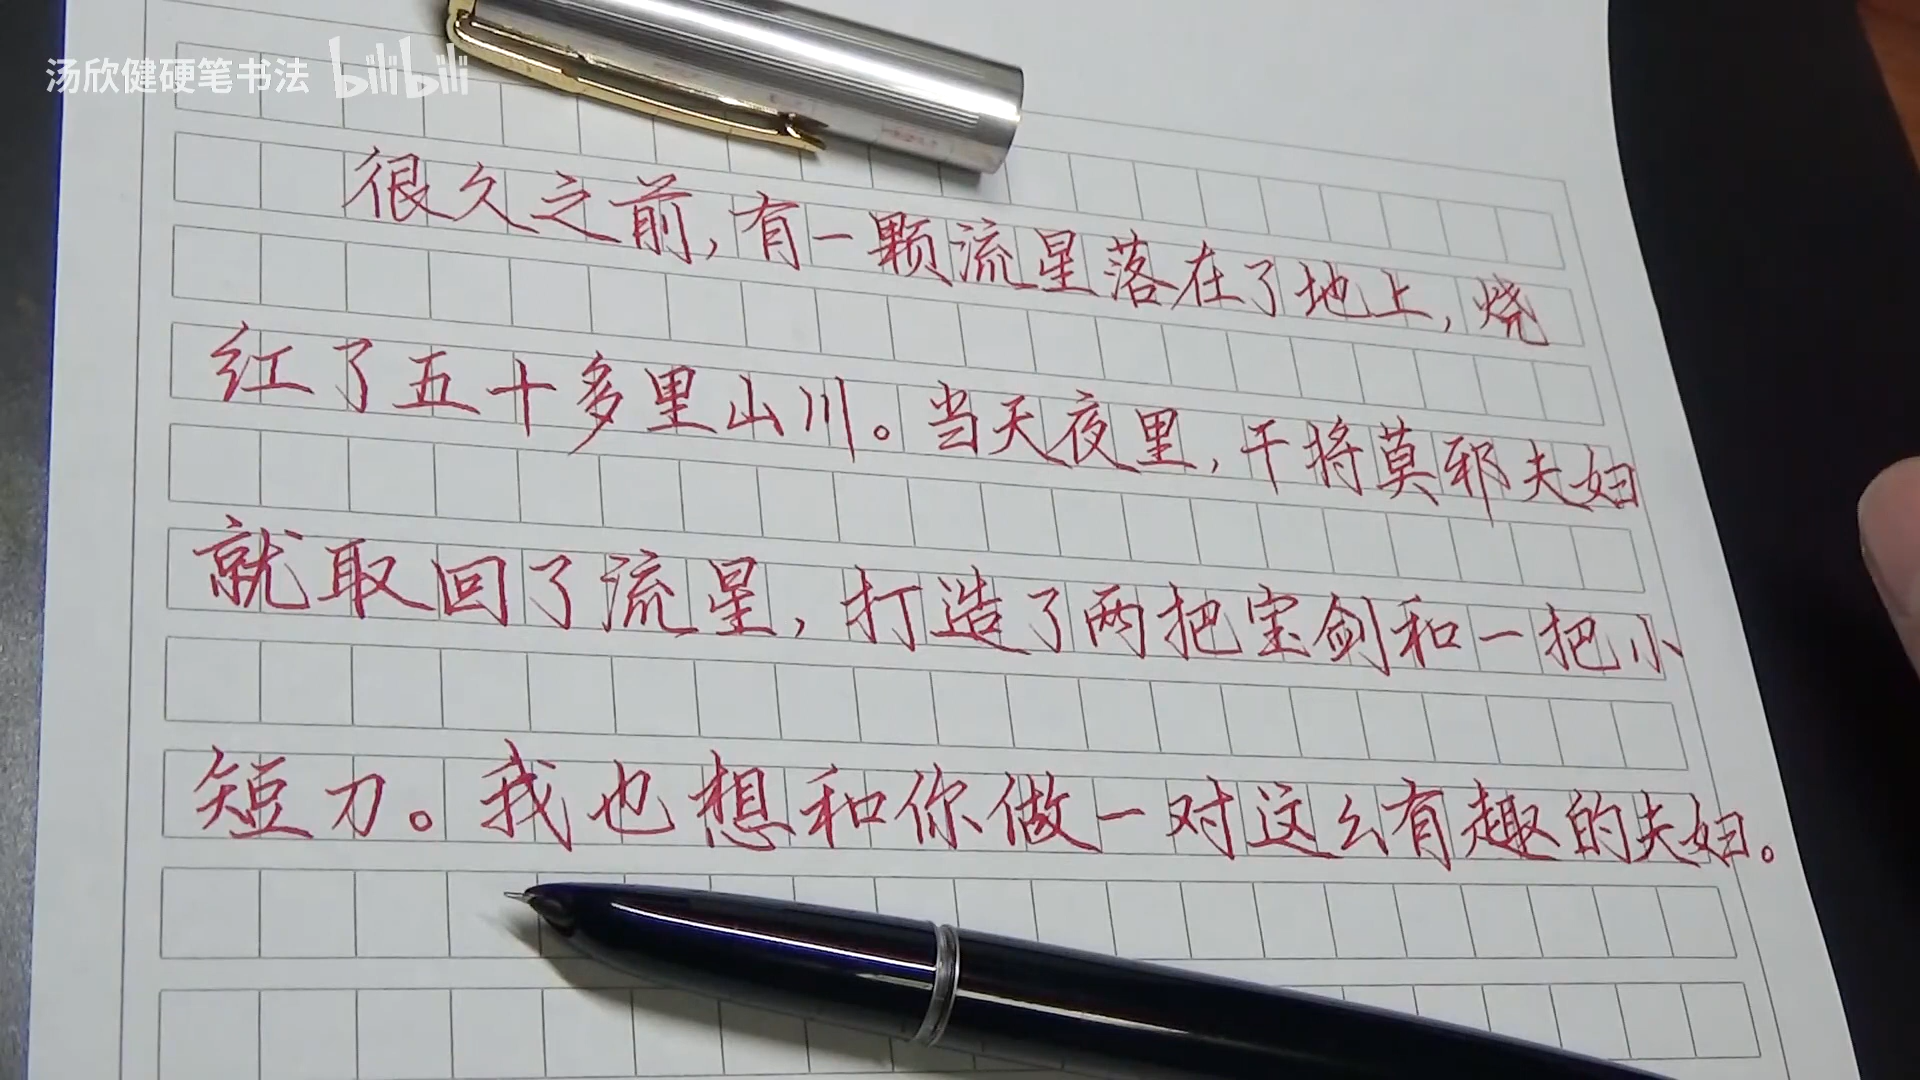 汤欣健硬笔书法 bilibili
很久之前,有一颗流星落在了地上,烧
红了五十多里山川。当天夜里,干将莫邪夫妇
就取回了流星,打造了两把宝剑和一把小
短刀。我也想和你做一对这么有趣的夫妇。